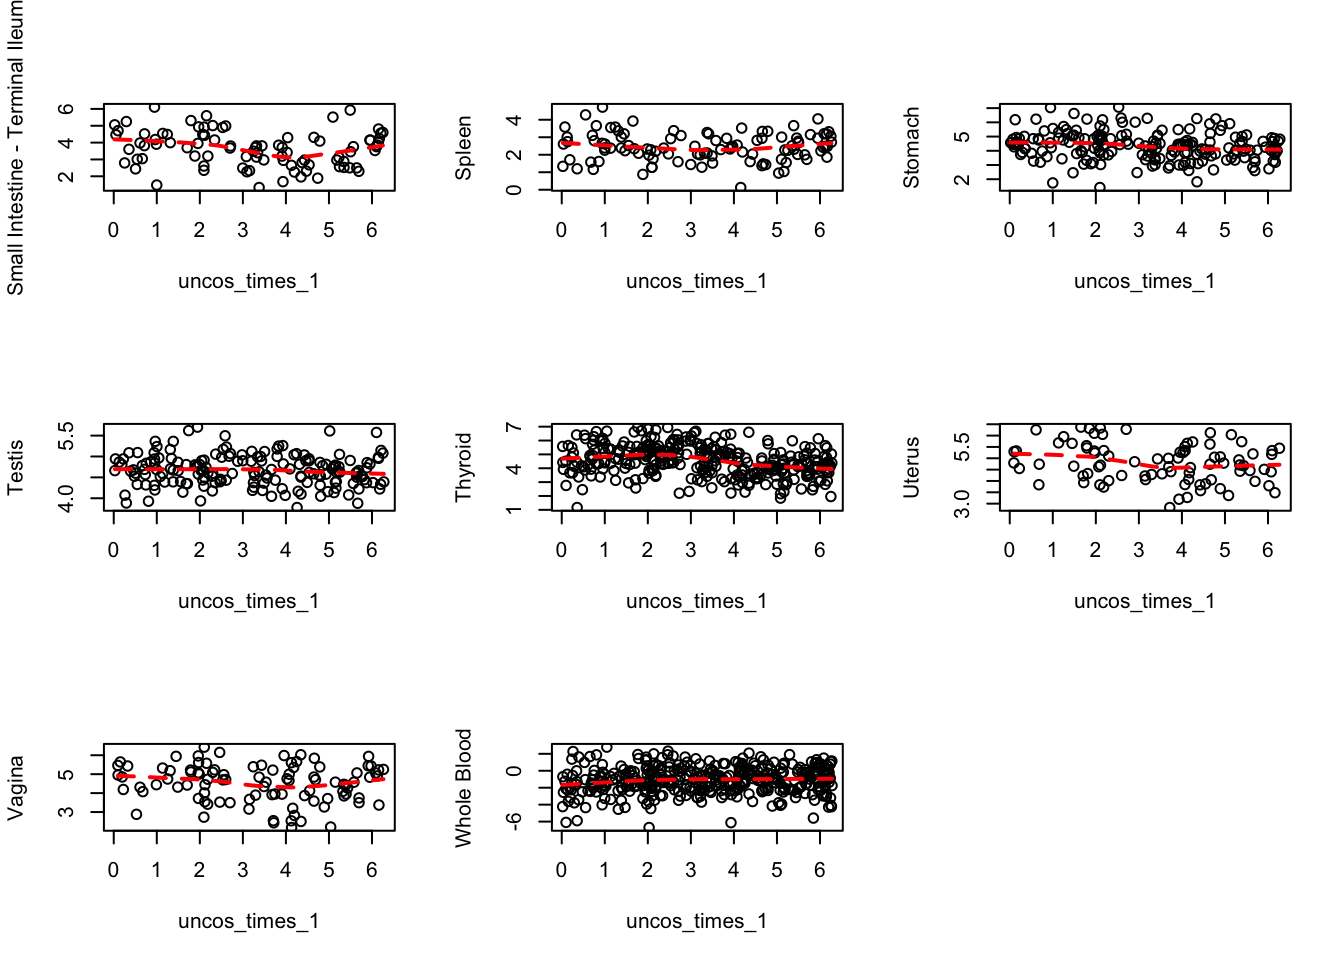 Small Intestine - Terminal Ileum
6
4
2
0 1 2 3 4 5 6
uncos_times_1
Spleen
4
2
0
0 1 2 3 4 5 6
uncos_times_1
Stomach
5
2
0 1 2 3 4 5 6
uncos_times_1
Testis
5.5
4.0
0 1 2 3 4 5 6
uncos_times_1
Thyroid
7
4
1
0 1 2 3 4 5 6
uncos_times_1
Uterus
5.5
3.0
0 1 2 3 4 5 6
uncos_times_1
Vagina
5
3
0 1 2 3 4 5 6
uncos_times_1
Whole Blood
0
-6
0 1 2 3 4 5 6
uncos_times_1